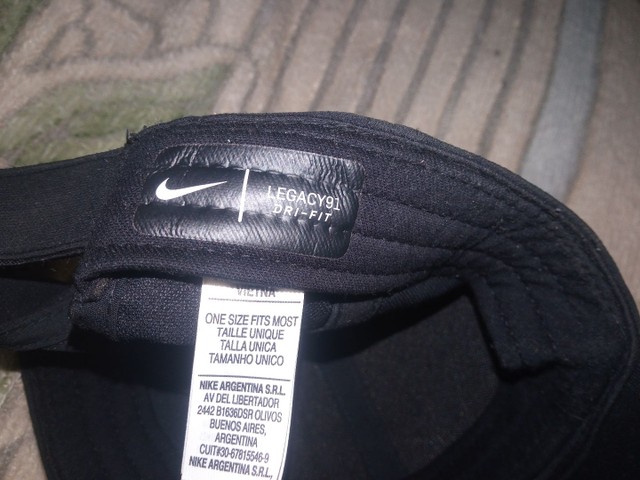 LEGACY91
DRI-FIT
VIETNA
ONE SIZE FITS MOST
TAILLE UNIQUE
TALLA UNICA
TAMANHO UNICO
NIKE ARGENTINA S.R.L.
AV DEL LIBERTADOR
2442 B1636DSR OLIVOS
BUENOS AIRES,
ARGENTINA
CUIT#30-67815546-9
NIKE ARGENTINA S.R.L,